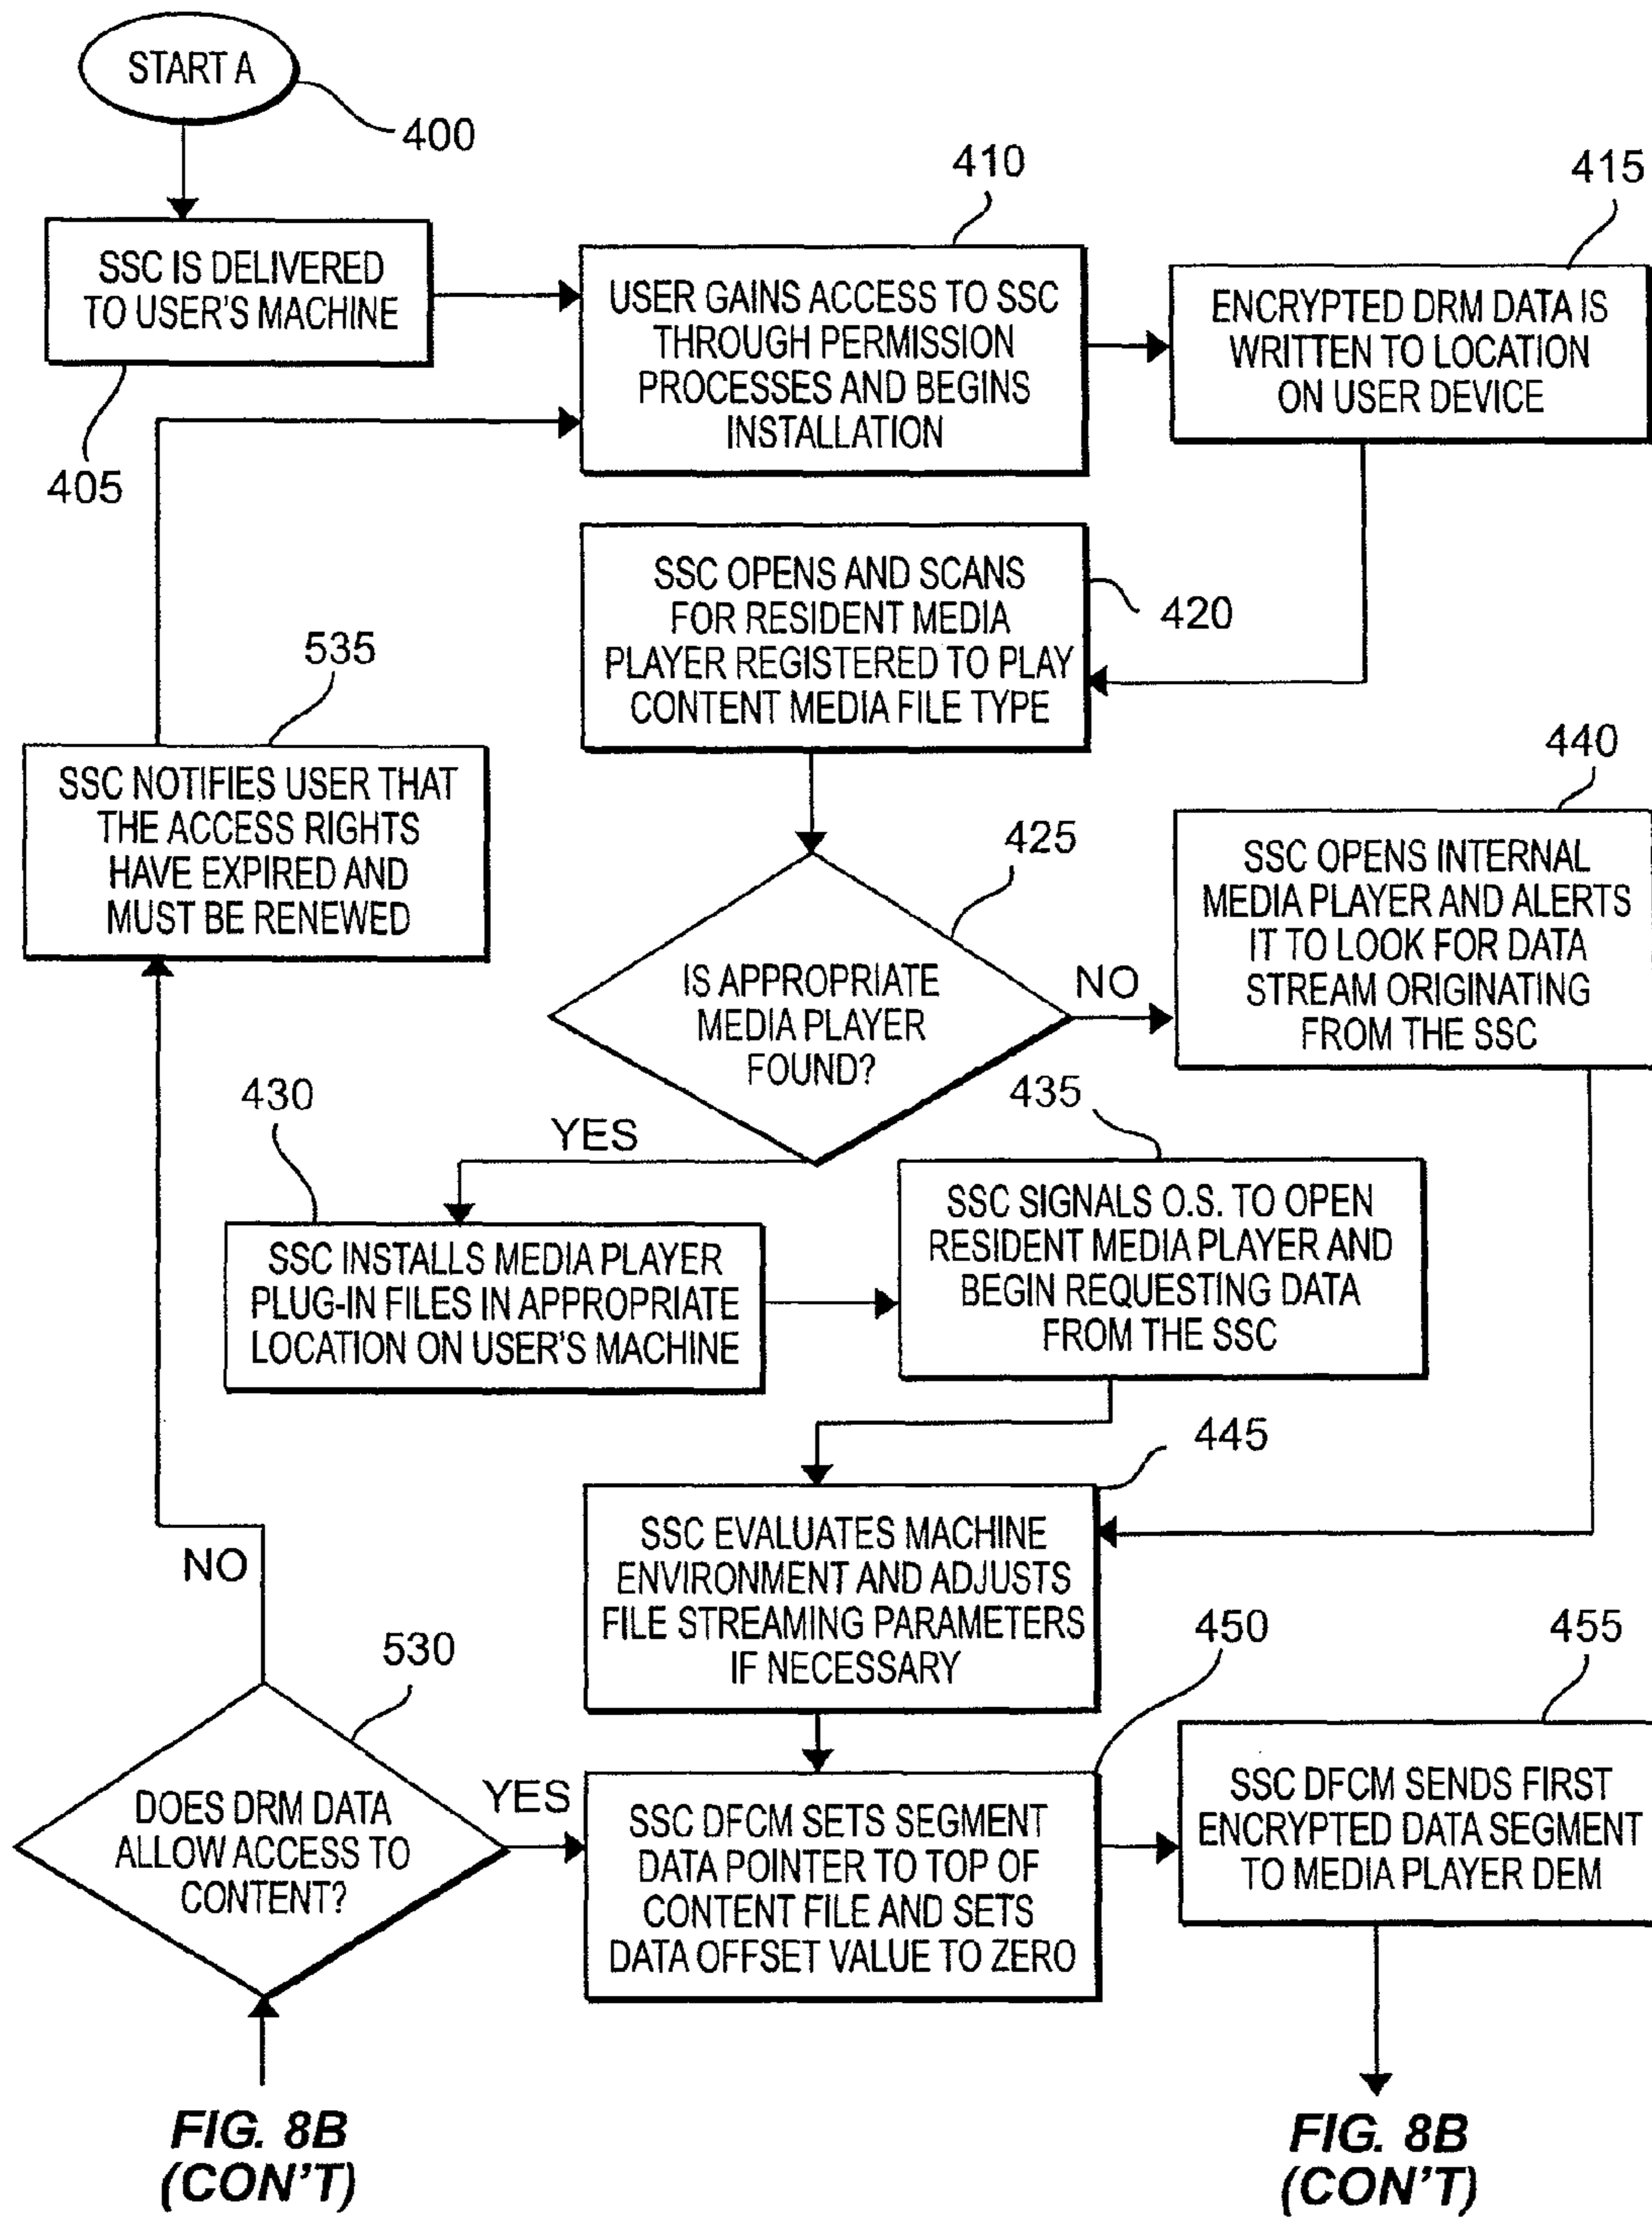 START A
400
410
415
SSC IS DELIVERED
TO USER'S MACHINE
405
USER GAINS ACCESS TO SSC
THROUGH PERMISSION
PROCESSES AND BEGINS
INSTALLATION
ENCRYPTED DRM DATA IS
WRITTEN TO LOCATION
ON USER DEVICE
SSC OPENS AND SCANS
FOR RESIDENT MEDIA
PLAYER REGISTERED TO PLAY
CONTENT MEDIA FILE TYPE
420
535
SSC NOTIFIES USER THAT
THE ACCESS RIGHTS
HAVE EXPIRED AND
MUST BE RENEWED
425
IS APPROPRIATE
MEDIA PLAYER
FOUND?
NO
YES
440
SSC OPENS INTERNAL
MEDIA PLAYER AND ALERTS
IT TO LOOK FOR DATA
STREAM ORIGINATING
FROM THE SSC
430
SSC INSTALLS MEDIA PLAYER
PLUG-IN FILES IN APPROPRIATE
LOCATION ON USER'S MACHINE
435
SSC SIGNALS O.S. TO OPEN
RESIDENT MEDIA PLAYER AND
BEGIN REQUESTING DATA
FROM THE SSC
445
SSC EVALUATES MACHINE
ENVIRONMENT AND ADJUSTS
FILE STREAMING PARAMETERS
IF NECESSARY
NO
530
DOES DRM DATA
ALLOW ACCESS TO
CONTENT?
YES
450
SSC DFCM SETS SEGMENT
DATA POINTER TO TOP OF
CONTENT FILE AND SETS
DATA OFFSET VALUE TO ZERO
455
SSC DFCM SENDS FIRST
ENCRYPTED DATA SEGMENT
TO MEDIA PLAYER DEM
FIG. 8B
(CON'T)
FIG. 8B
(CON'T)